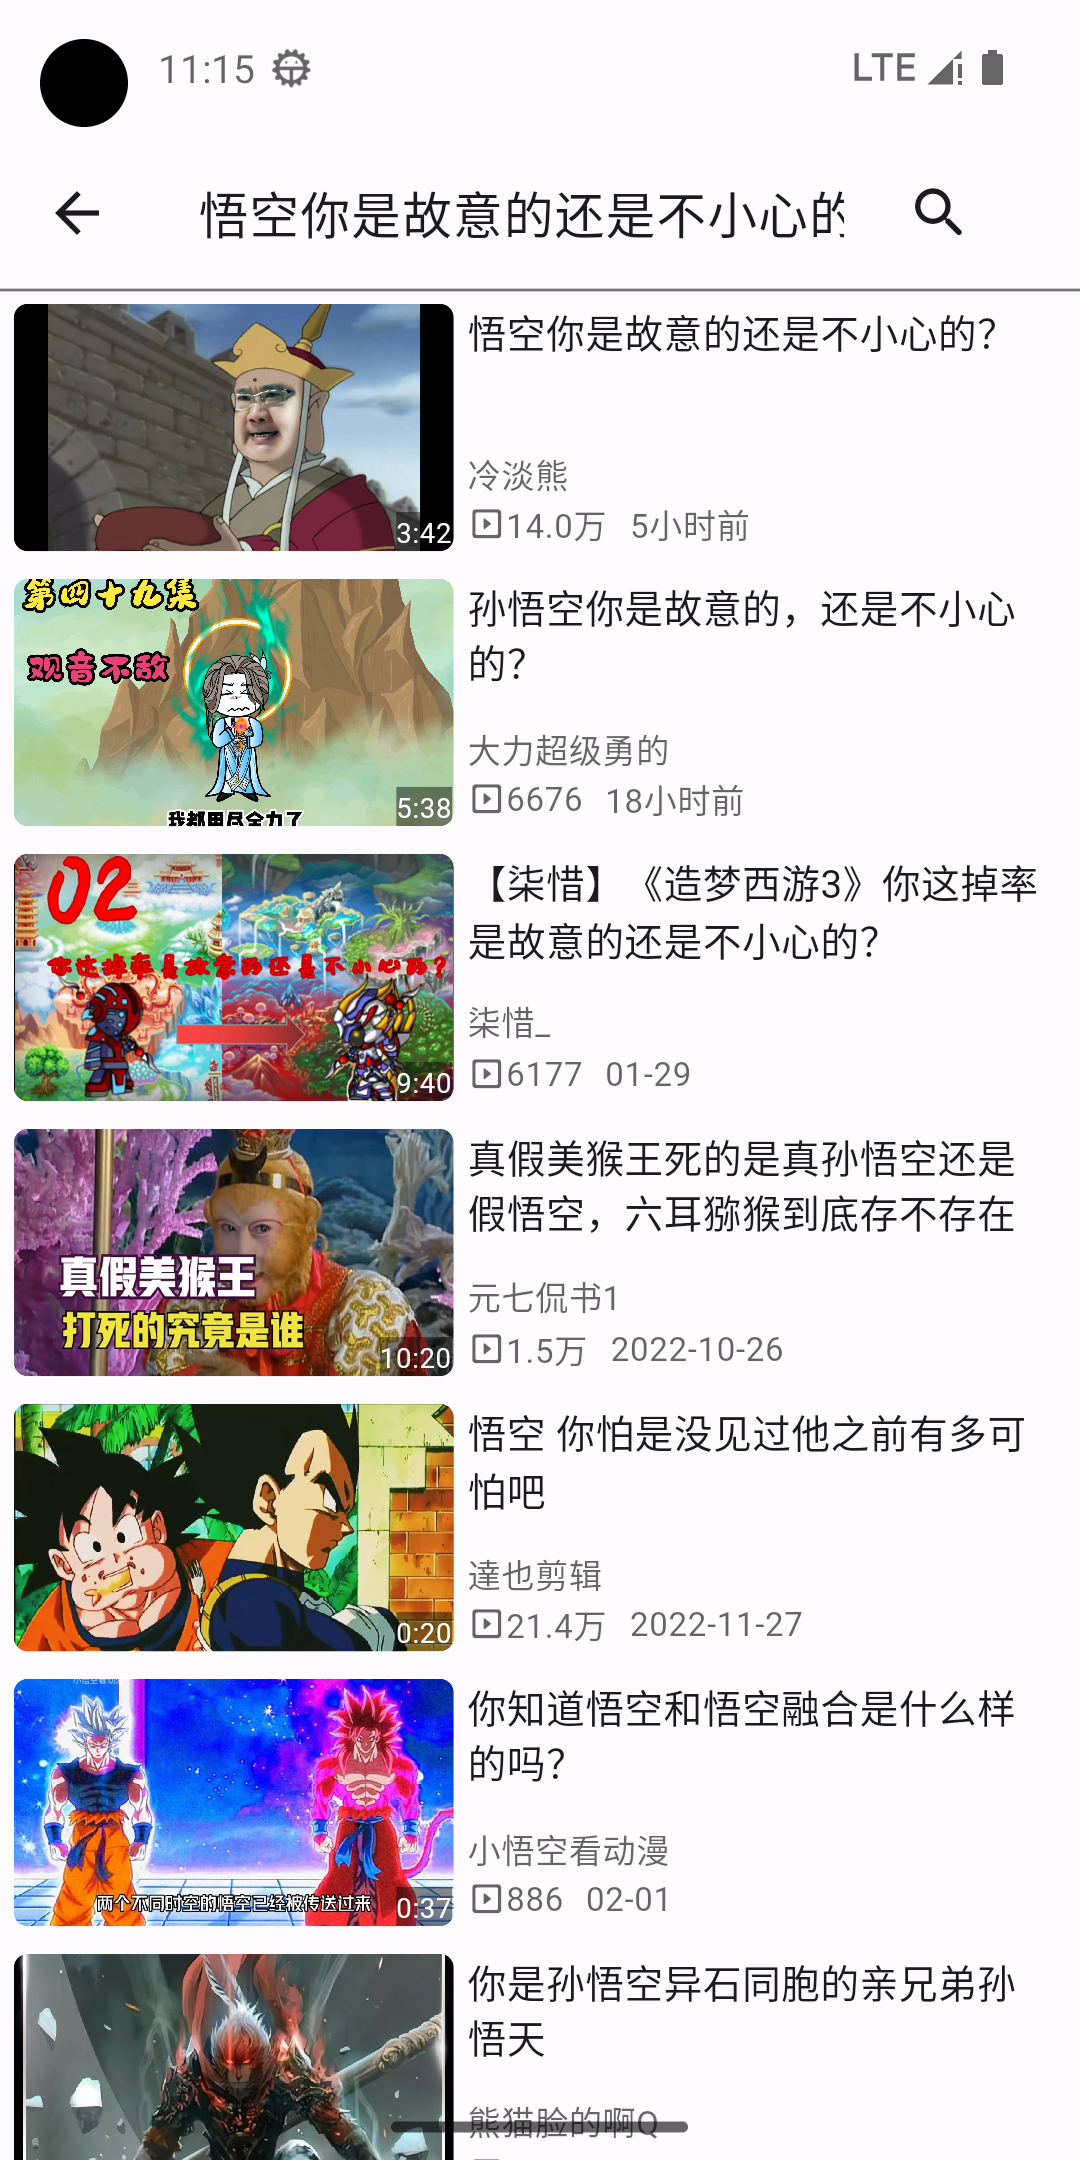 11:15
LTE
悟空你是故意的还是不小心的
悟空你是故意的还是不小心的？
冷淡熊
14.0万 5小时前
3:42
第四十九集
观音不敌
我都用尽全力了
5:38
孙悟空你是故意的，还是不小心
的？
大力超级勇的
6676 18小时前
02
你这掉率是故意的还是不小心的？
9:40
【柒惜】《造梦西游3》你这掉率
是故意的还是不小心的？
柒惜_
6177 01-29
真假美猴王
打死的究竟是谁
10:20
真假美猴王死的是真孙悟空还是
假悟空，六耳猕猴到底存不存在
元七侃书1
1.5万 2022-10-26
0:20
悟空 你怕是没见过他之前有多可
怕吧
達也剪辑
21.4万 2022-11-27
两个不同时空的悟空已经被传送过来
0:37
你知道悟空和悟空融合是什么样
的吗？
小悟空看动漫
886 02-01
你是孙悟空异石同胞的亲兄弟孙
悟天
熊猫脸的啊Q